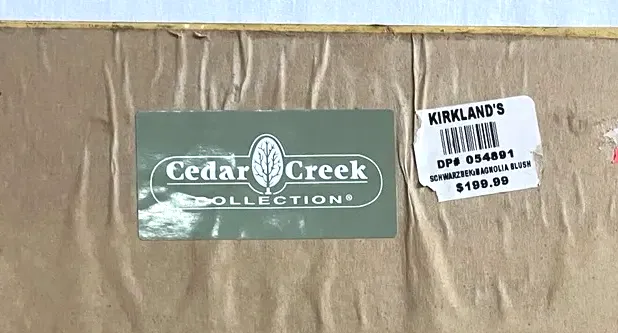 Cedar Creek
COLLECTION®
KIRKLAND'S
DP# 054891
SCHWARZBEK:MAGNOLIA BLUSH
$199.99